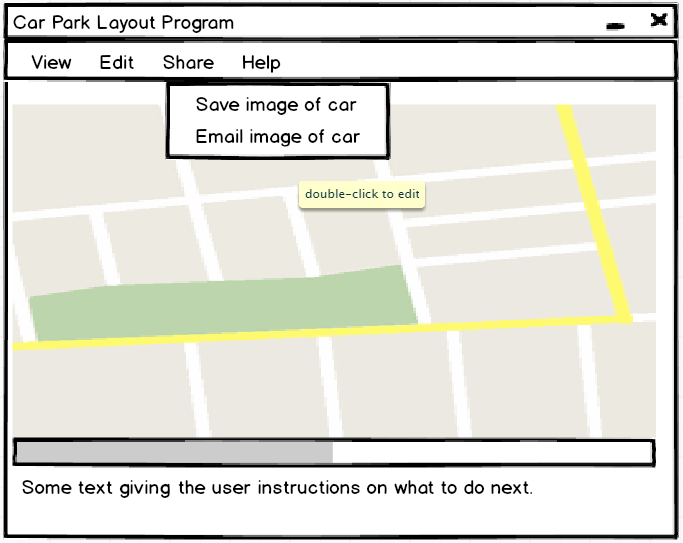 Car Park Layout Program
View Edit Share Help
Save image of car
Email image of car
double-click to edit
Some text giving the user instructions on what to do next.